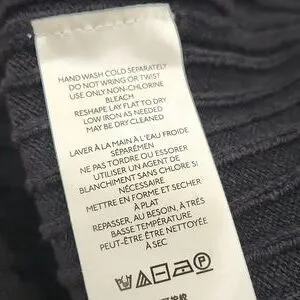 HAND WASH COLD SEPARATELY
DO NOT WRING OR TWIST
USE ONLY NON-CHLORINE
BLEACH
RESHAPE LAY FLAT TO DRY
LOW IRON AS NEEDED
MAY BE DRY CLEANED
LAVER À LA MAIN À L'EAU FROIDE
SÉPARÉMEN
NE PAS TORDRE OU ESSORER
UTILISER UN AGENT DE
BLANCHIMENT SANS CHLORE SI
NÉCESSAIRE
METTRE EN FORME ET SECHER
À PLAT
REPASSER, AU BESOIN, À TRÈS
BASSE TEMPÉRATURE
PEUT-ÊTRE ÊTRE NETTOYÉE
À SEC